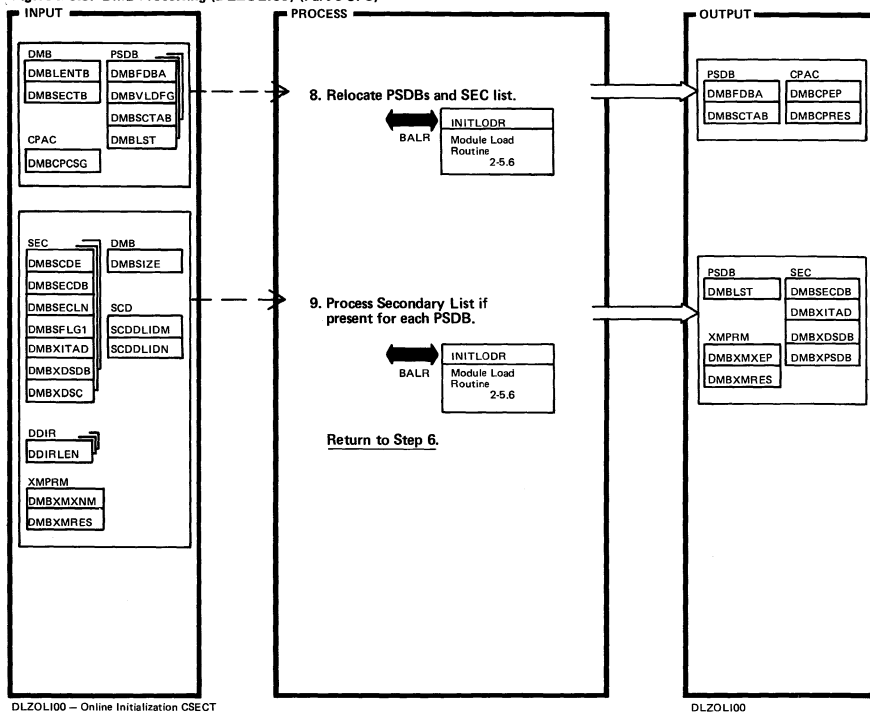 INPUT
DMB
DMBLENTB
DMBSECTB
PSDB
DMBFDBA
DMBVLDFG
DMBSCTAB
DMBLST
CPAC
DMBCPCSG
SEC
DMBSCDE
DMBSECDB
DMBSECLN
DMBSFLG1
DMBXITAD
DMBXDSDB
DMBXDSC
DMB
DMBSIZE
SCD
SCDDLIDM
SCDDLIDN
DDIR
DDIRLEN
XMPRM
DMBXMXNM
DMBXMRES
PROCESS
8. Relocate PSDBs and SEC list.
BALR
INITLODR
Module Load
Routine
2-5.6
9. Process Secondary List if
present for each PSDB.
BALR
INITLODR
Module Load
Routine
2-5.6
Return to Step 6.
OUTPUT
PSDB
DMBFDBA
DMBSCTAB
CPAC
DMBCPEP
DMBCPRES
PSDB
DMBLST
XMPRM
DMBXMXEP
DMBXMRES
SEC
DMBSECDB
DMBXITAD
DMBXDSDB
DMBXPSDB
DLZOLI00 — Online Initialization CSECT
DLZOLI00